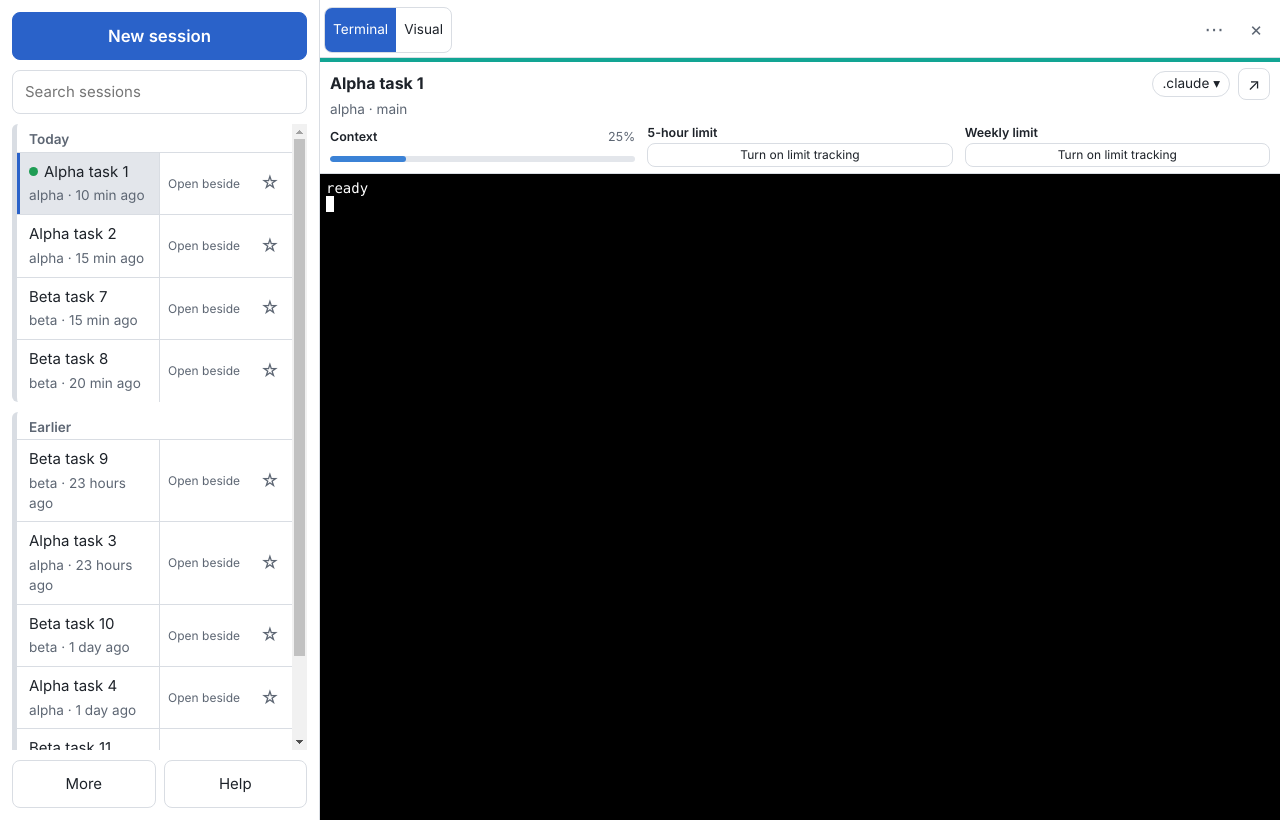 New session
Search sessions
Today
Alpha task 1
alpha · 10 min ago
Open beside
Alpha task 2
alpha · 15 min ago
Open beside
Beta task 7
beta · 15 min ago
Open beside
Beta task 8
beta · 20 min ago
Open beside
Earlier
Beta task 9
beta · 23 hours
ago
Open beside
Alpha task 3
alpha · 23 hours
ago
Open beside
Beta task 10
beta · 1 day ago
Open beside
Alpha task 4
alpha · 1 day ago
Open beside
Beta task 11
More
Help
Terminal
Visual
Alpha task 1
.claude ▾
alpha · main
Context
25%
5-hour limit
Turn on limit tracking
Weekly limit
Turn on limit tracking
ready